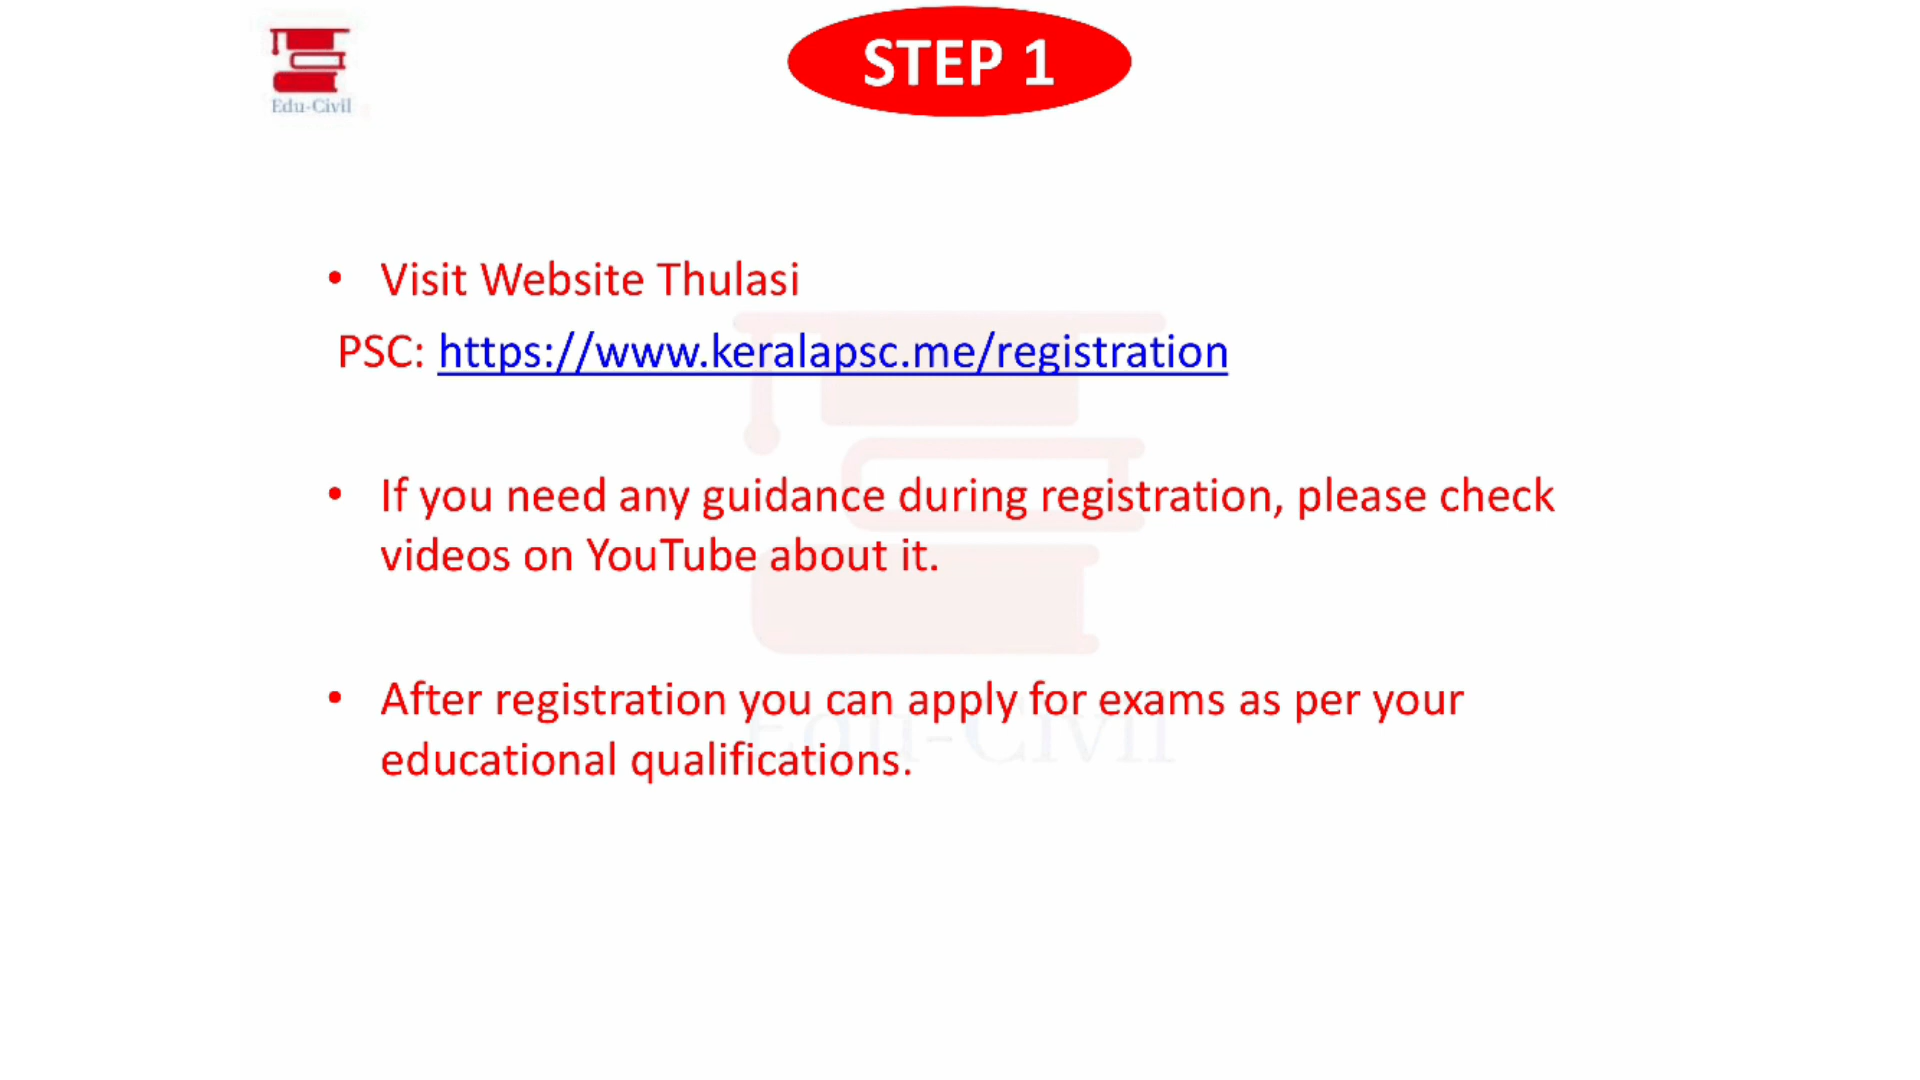 Edu-Civil
STEP 1
• Visit Website Thulasi
PSC: https://www.keralapsc.me/registration
• If you need any guidance during registration, please check
videos on YouTube about it.
• After registration you can apply for exams as per your
educational qualifications.
Edu-Civil